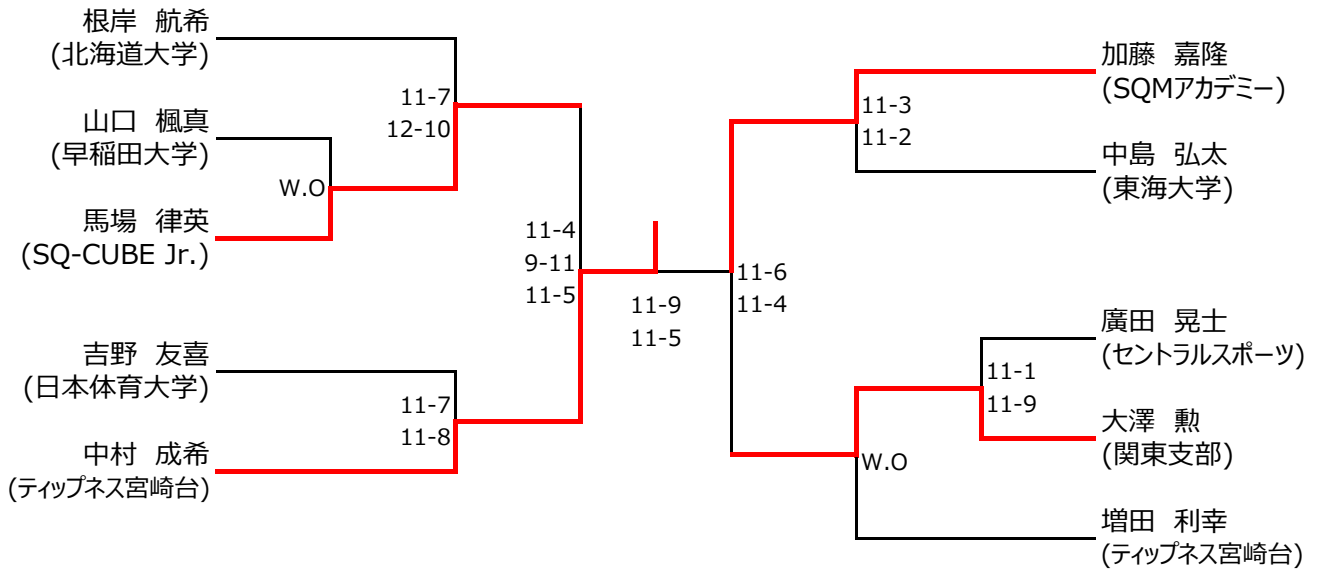 根岸 航希
(北海道大学)
山口 楓真
(早稲田大学)
馬場 律英
(SQ-CUBE Jr.)
吉野 友喜
(日本体育大学)
中村 成希
(ティップネス宮崎台)
W.O
11-7
12-10
11-7
11-8
11-4
9-11
11-5
11-9
11-5
11-6
11-4
11-3
11-2
W.O
11-1
11-9
加藤 嘉隆
(SQMアカデミー)
中島 弘太
(東海大学)
廣田 晃士
(セントラルスポーツ)
大澤 勲
(関東支部)
増田 利幸
(ティップネス宮崎台)